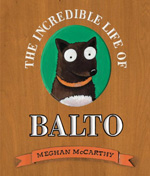 THE INCREDIBLE LIFE OF
BALTO
MEGHAN McCARTHY